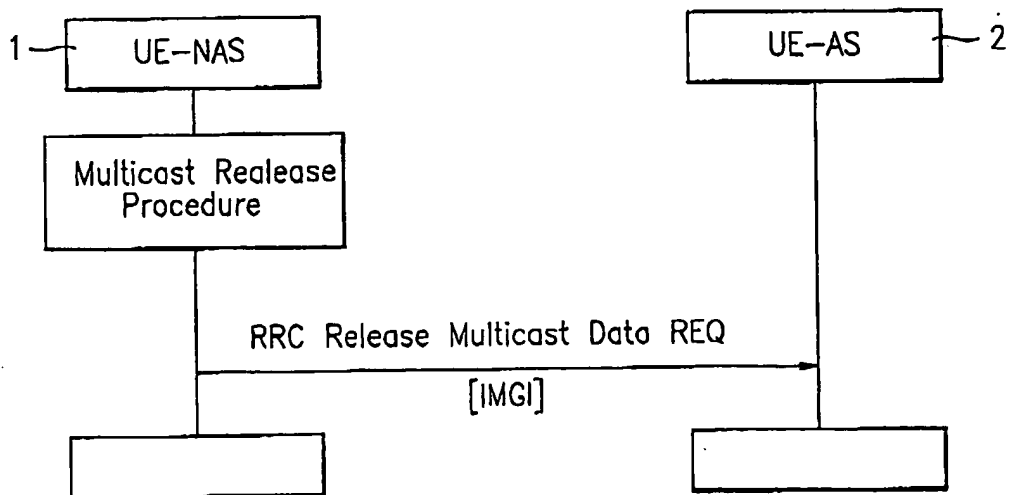 1
UE-NAS
UE-AS
2
Multicast Realease
Procedure
RRC Release Multicast Data REQ
[IMGI]